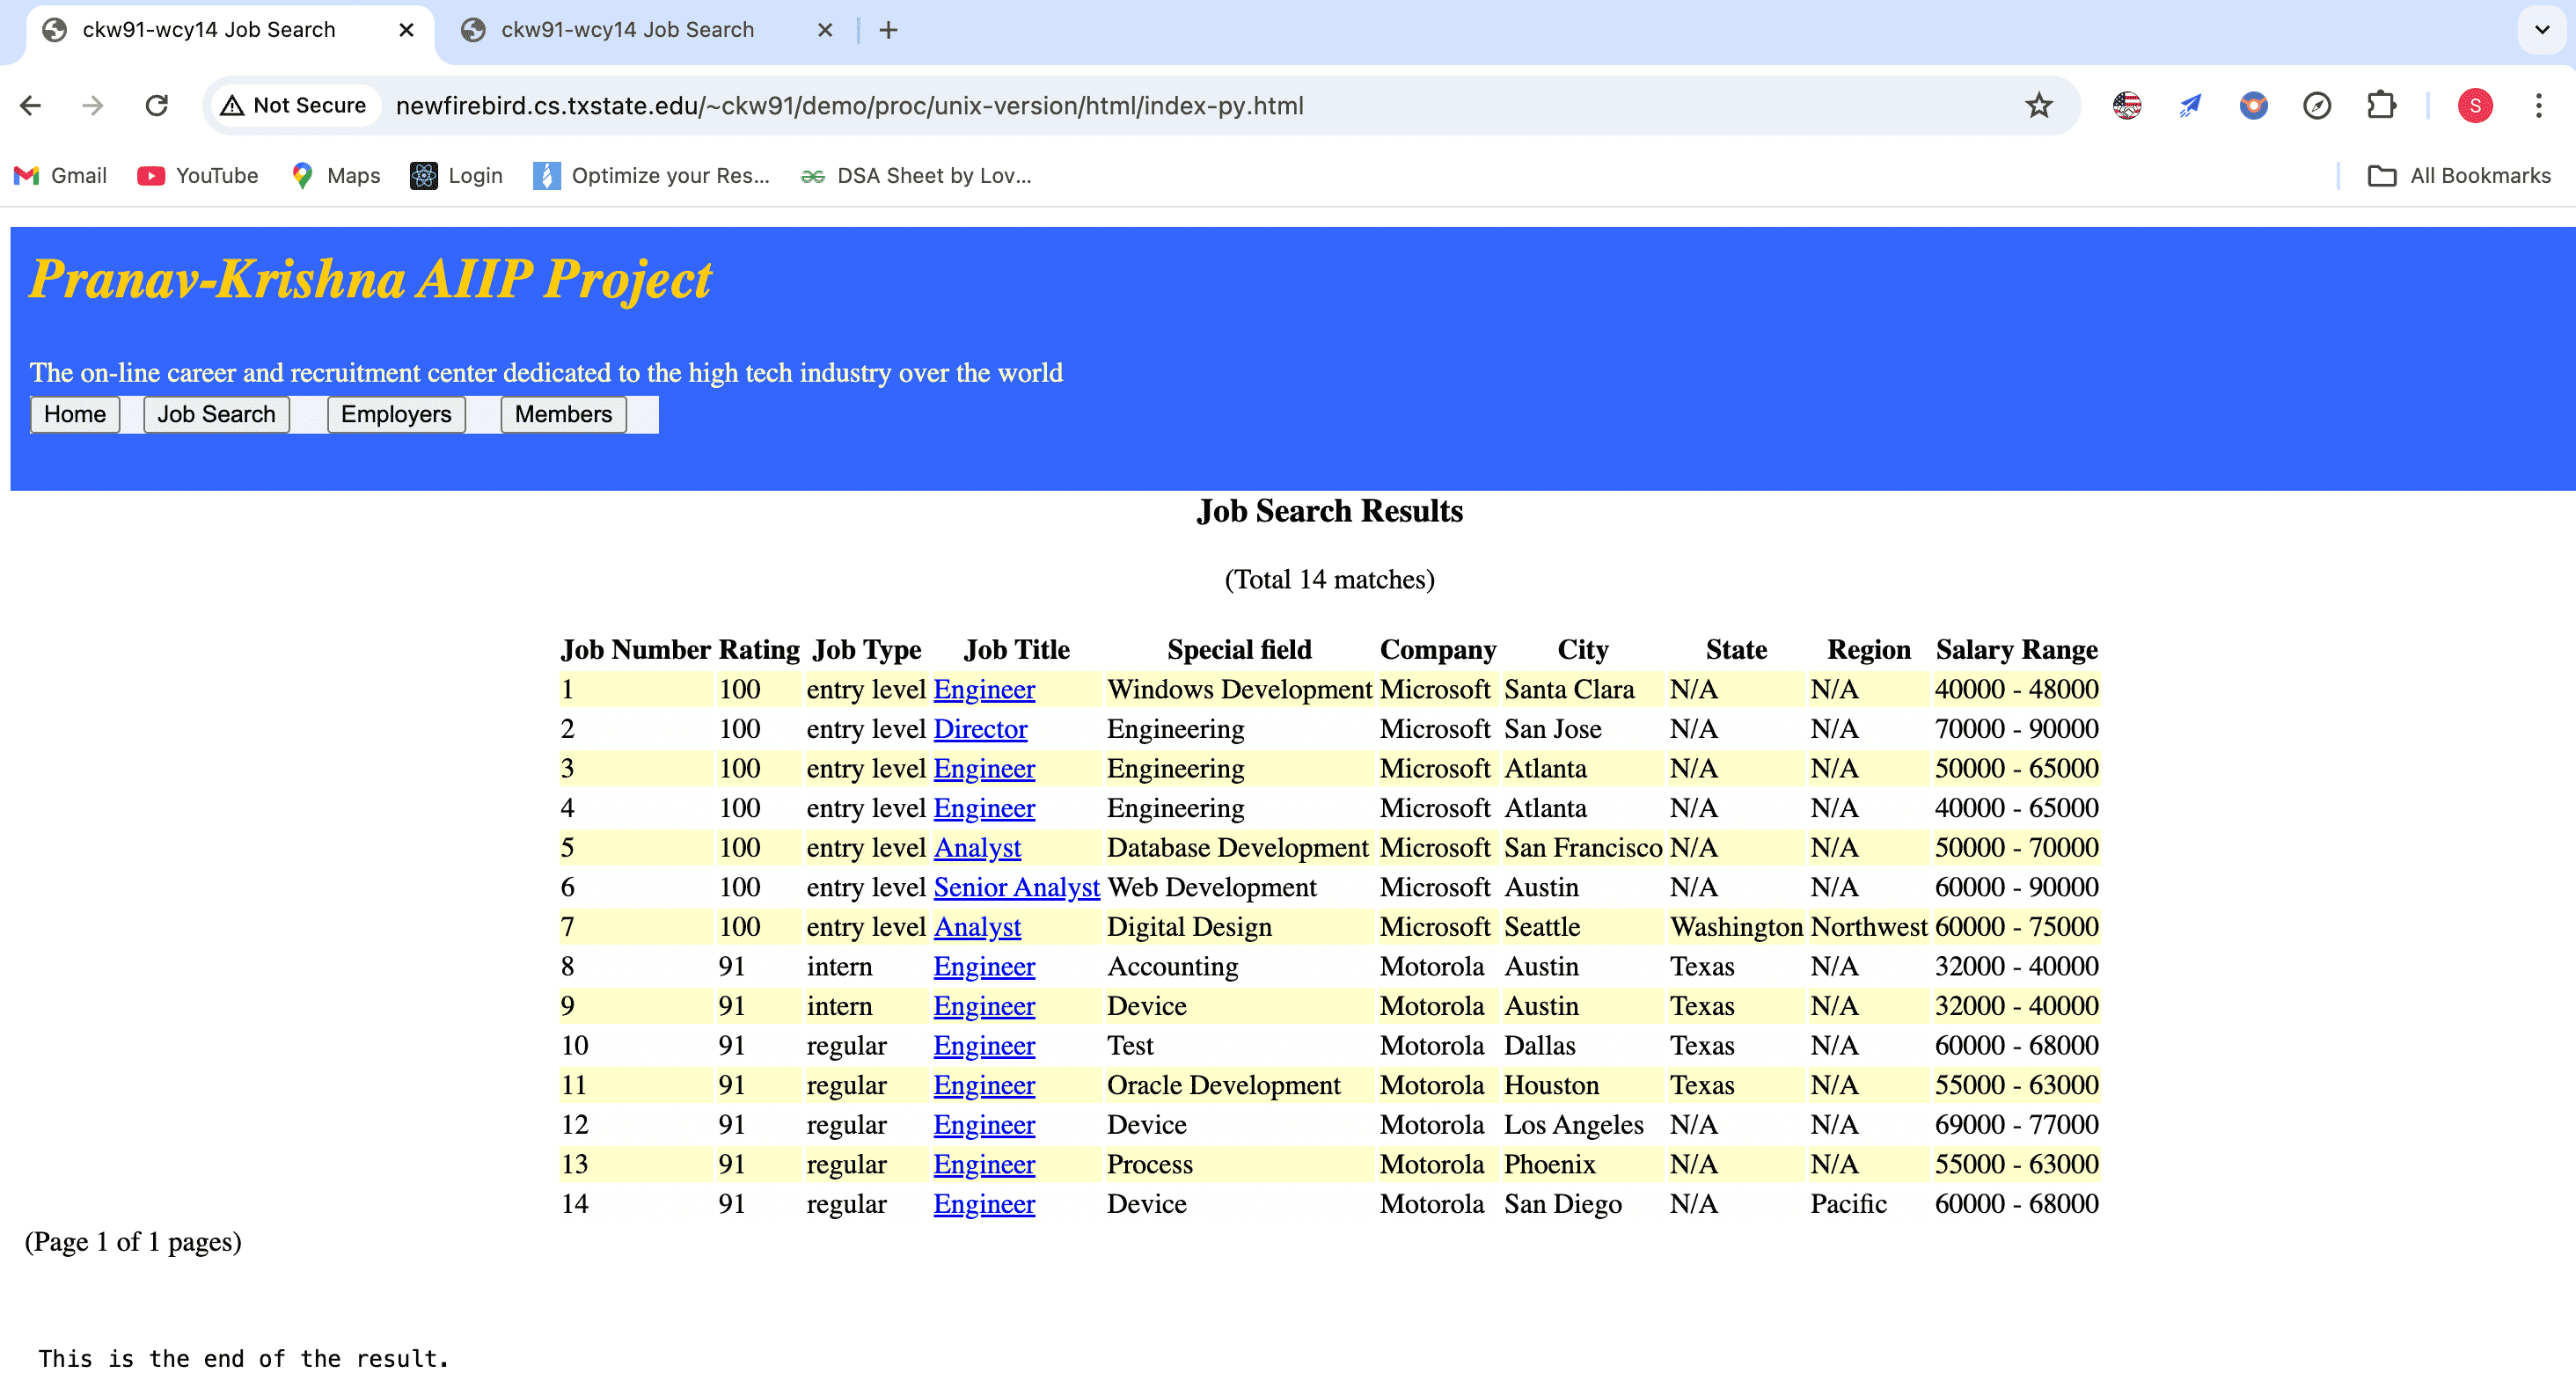 ckw91-wcy14 Job Search ckw91-wcy14 Job Search
Not Secure newfirebird.cs.txstate.edu/~ckw91/demo/proc/unix-version/html/index-py.html S
Gmail YouTube Maps Login Optimize your Res... DSA Sheet by Lov... All Bookmarks
Pranav-Krishna AIIP Project
The on-line career and recruitment center dedicated to the high tech industry over the world
Home Job Search Employers Members
Job Search Results
(Total 14 matches)
Job Number Rating Job Type Job Title Special field Company City State Region Salary Range
1 100 entry level Engineer Windows Development Microsoft Santa Clara N/A N/A 40000 - 48000
2 100 entry level Director Engineering Microsoft San Jose N/A N/A 70000 - 90000
3 100 entry level Engineer Engineering Microsoft Atlanta N/A N/A 50000 - 65000
4 100 entry level Engineer Engineering Microsoft Atlanta N/A N/A 40000 - 65000
5 100 entry level Analyst Database Development Microsoft San Francisco N/A N/A 50000 - 70000
6 100 entry level Senior Analyst Web Development Microsoft Austin N/A N/A 60000 - 90000
7 100 entry level Analyst Digital Design Microsoft Seattle Washington Northwest 60000 - 75000
8 91 intern Engineer Accounting Motorola Austin Texas N/A 32000 - 40000
9 91 intern Engineer Device Motorola Austin Texas N/A 32000 - 40000
10 91 regular Engineer Test Motorola Dallas Texas N/A 60000 - 68000
11 91 regular Engineer Oracle Development Motorola Houston Texas N/A 55000 - 63000
12 91 regular Engineer Device Motorola Los Angeles N/A N/A 69000 - 77000
13 91 regular Engineer Process Motorola Phoenix N/A N/A 55000 - 63000
14 91 regular Engineer Device Motorola San Diego N/A Pacific 60000 - 68000
(Page 1 of 1 pages)
This is the end of the result.